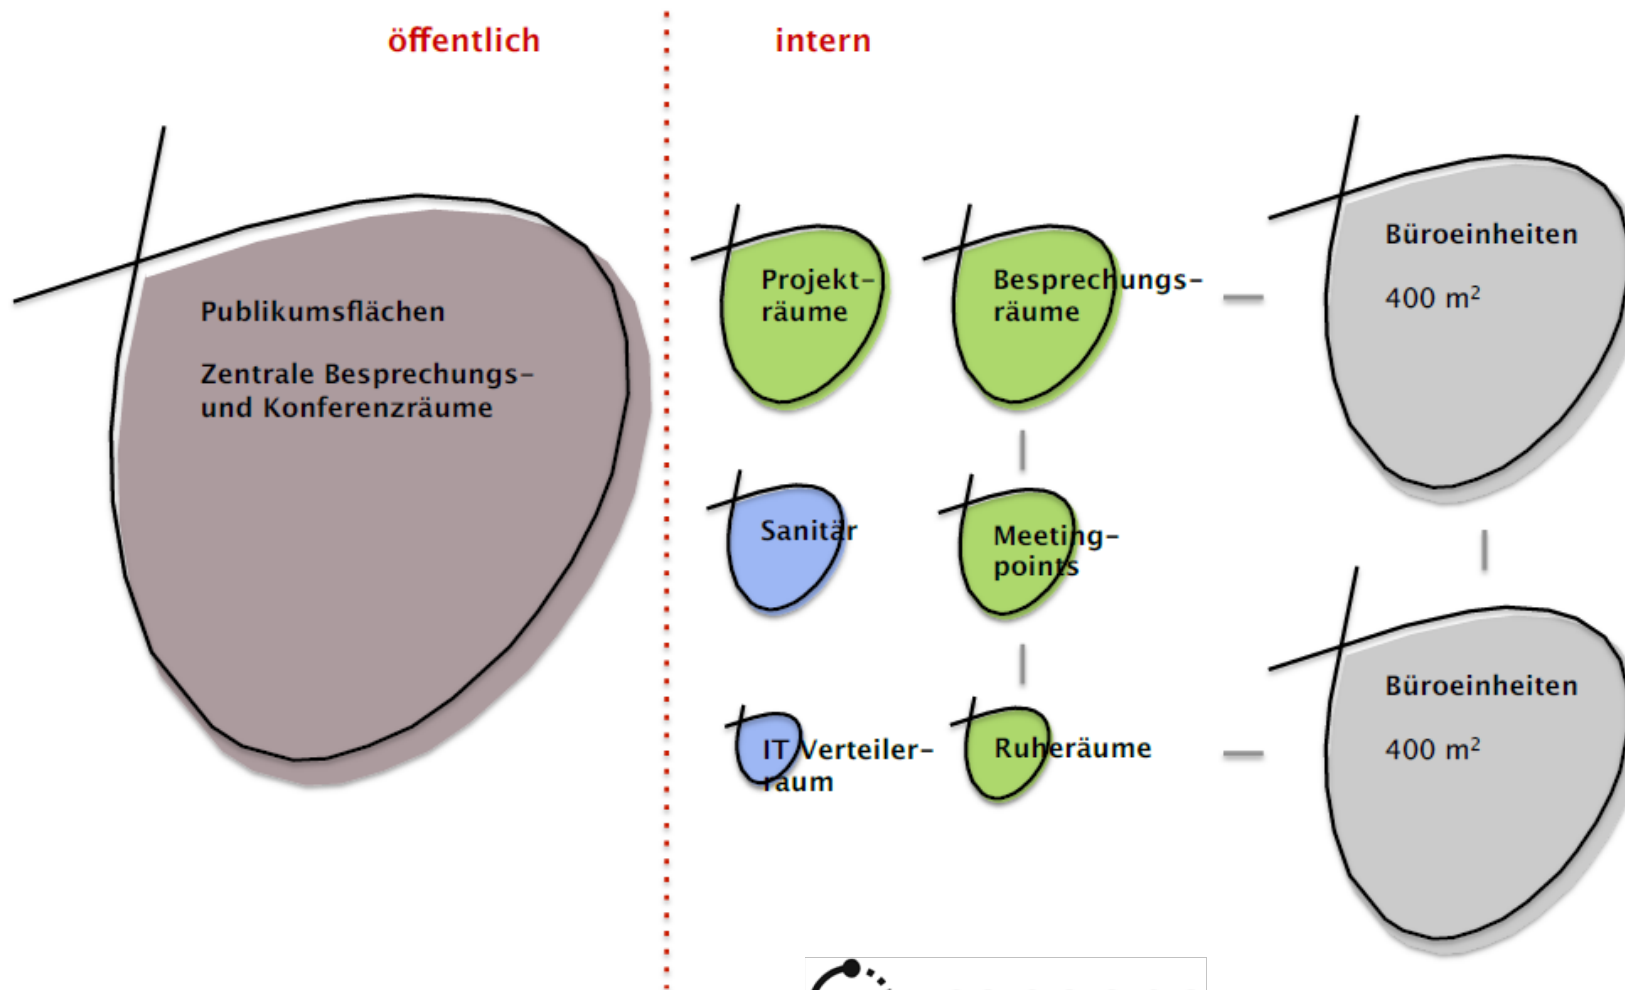 öffentlich
intern
Publikumsflächen
Zentrale Besprechungs-
und Konferenzräume
Projekt-
räume
Besprechungs-
räume
Büroeinheiten
400 m²
Sanitär
Meeting-
points
IT Verteiler-
raum
Ruheräume
Büroeinheiten
400 m²